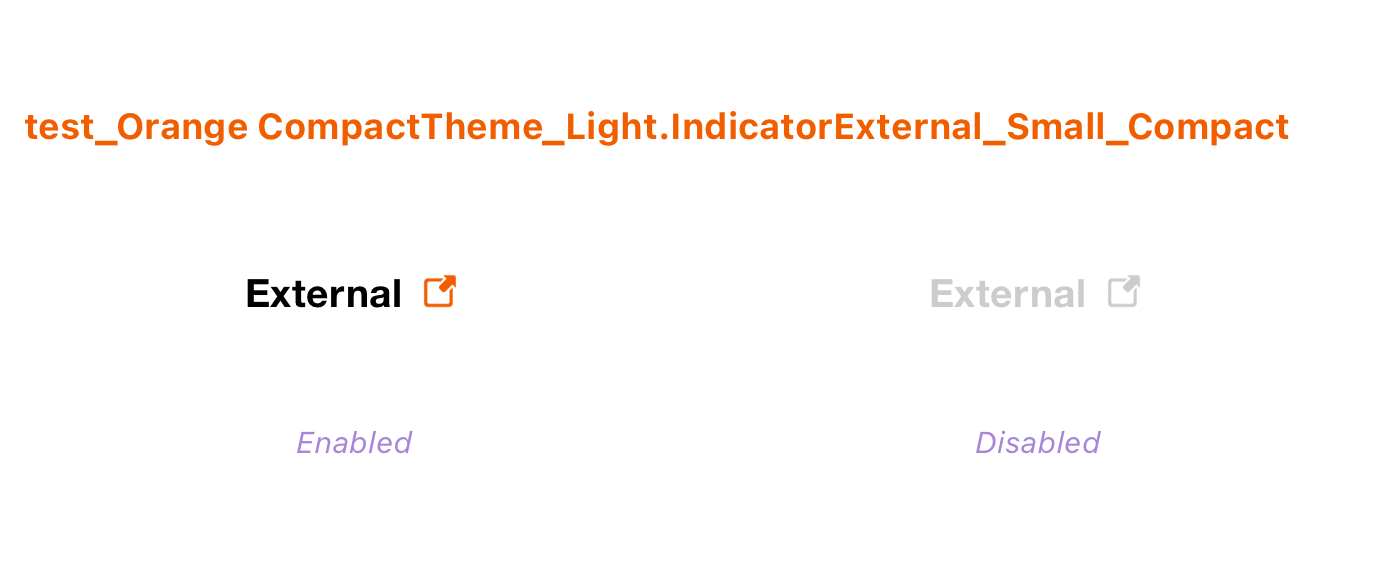 test_Orange CompactTheme_Light.IndicatorExternal_Small_Compact
External External
Enabled Disabled